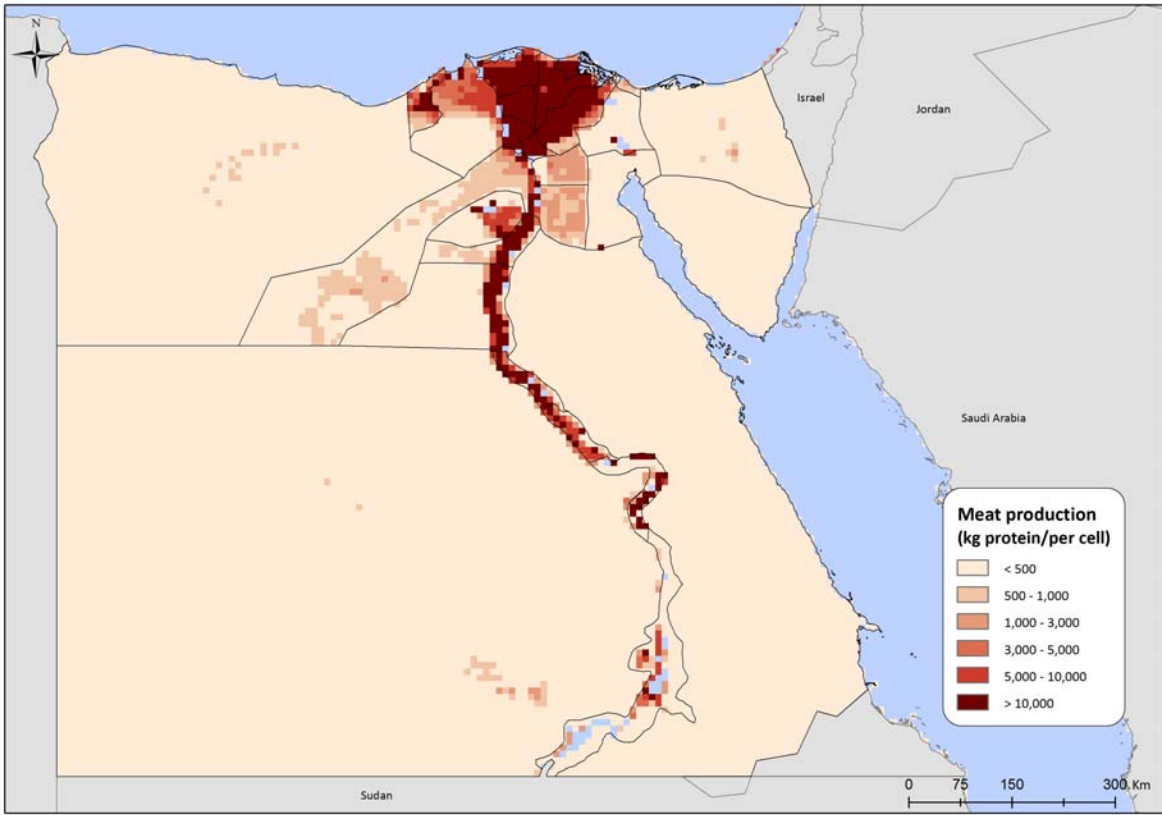 N
Israel
Jordan
Saudi Arabia
Meat production
(kg protein/per cell)
< 500
500 - 1,000
1,000 - 3,000
3,000 - 5,000
5,000 - 10,000
> 10,000
0 75 150 300 Km
Sudan